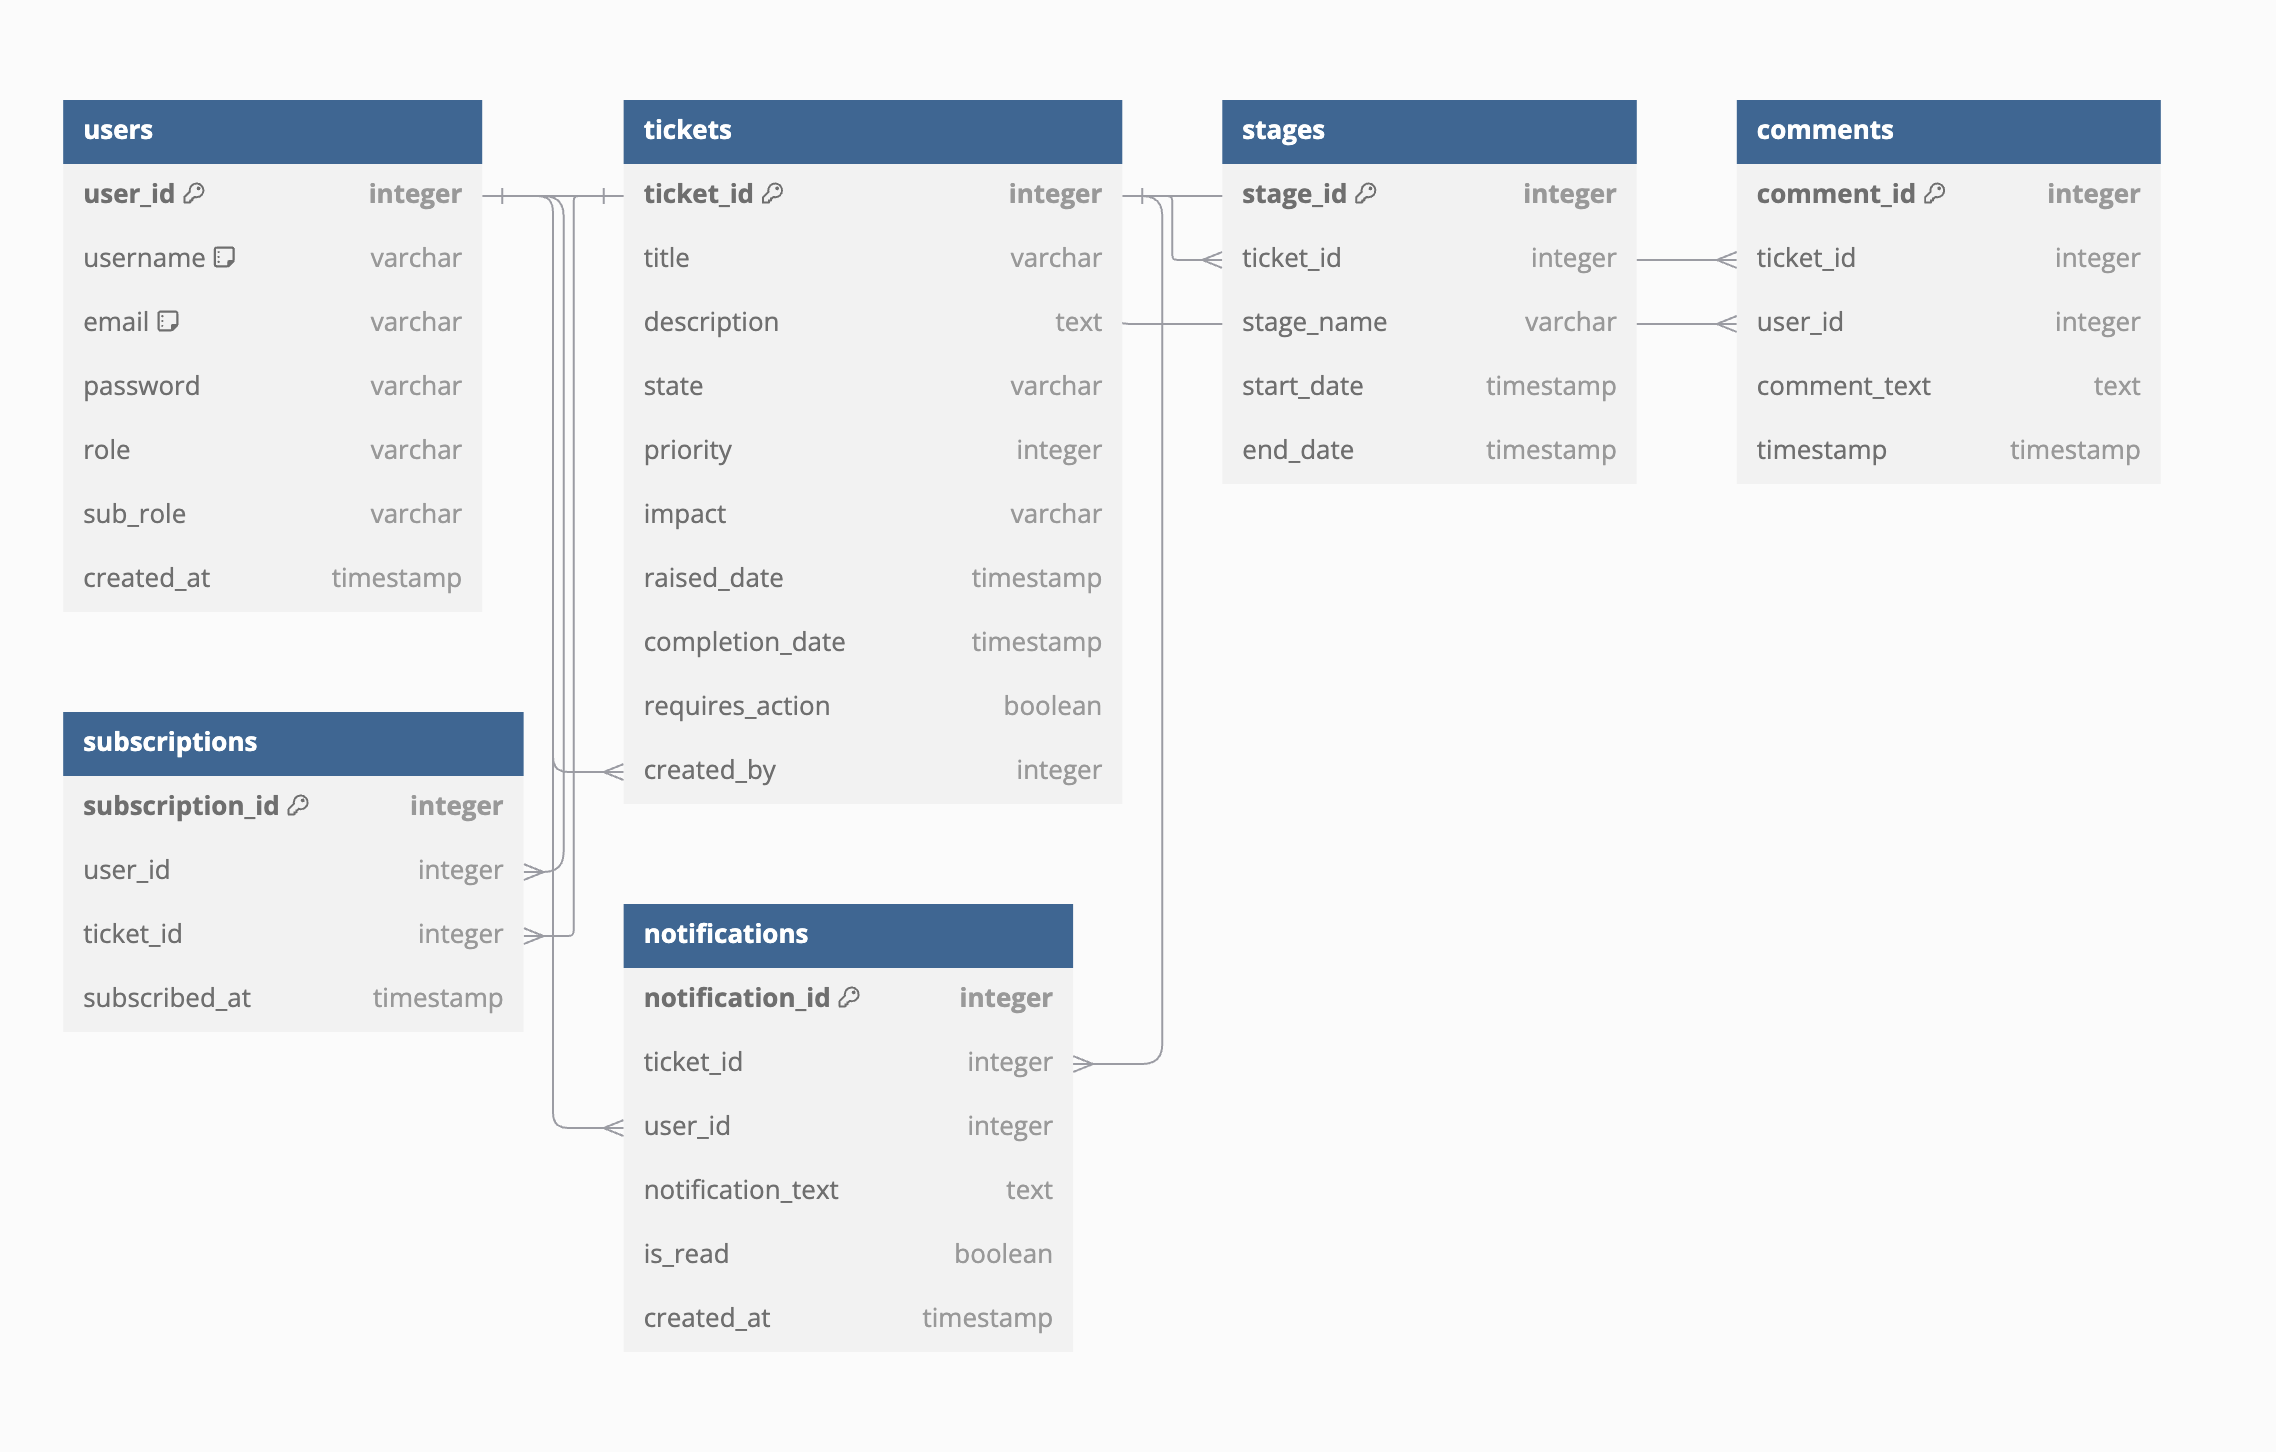 users
user_id integer
username varchar
email varchar
password varchar
role varchar
sub_role varchar
created_at timestamp
tickets
ticket_id integer
title varchar
description text
state varchar
priority integer
impact varchar
raised_date timestamp
completion_date timestamp
requires_action boolean
created_by integer
stages
stage_id integer
ticket_id integer
stage_name varchar
start_date timestamp
end_date timestamp
comments
comment_id integer
ticket_id integer
user_id integer
comment_text text
timestamp timestamp
subscriptions
subscription_id integer
user_id integer
ticket_id integer
subscribed_at timestamp
notifications
notification_id integer
ticket_id integer
user_id integer
notification_text text
is_read boolean
created_at timestamp